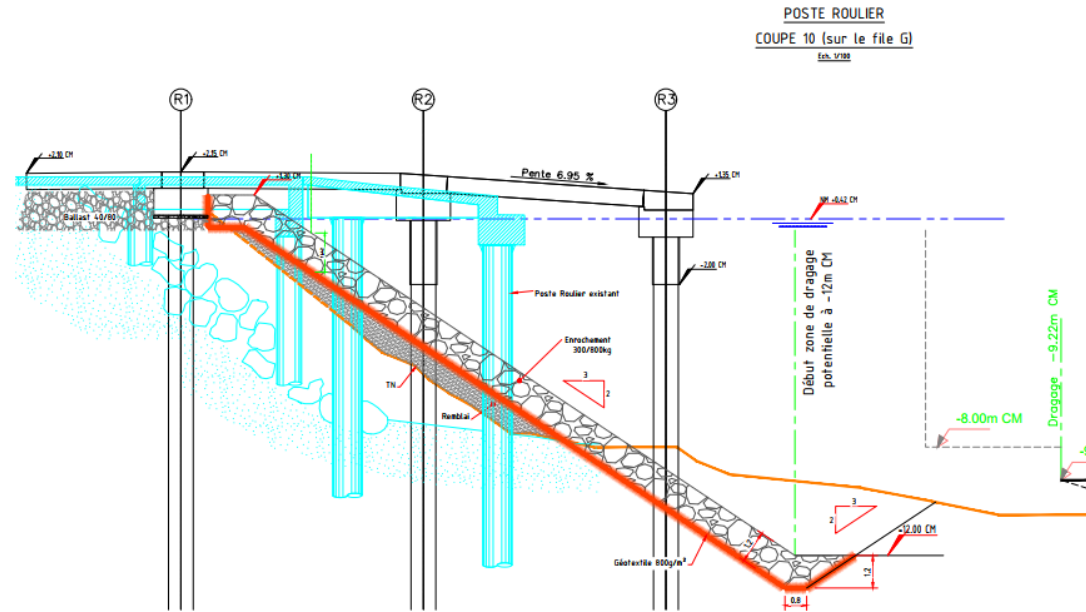 POSTE ROULIER
COUPE 10 (sur le file G)
Ech. 1/100
R1
R2
R3
+2.10 CM
+2.15 CM
+1.30 CM
Pente 6.95 %
+1.35 CM
NM +0.42 CM
Ballast 40/80
-2.00 CM
Poste Roulier existant
Début zone de dragage
potentielle à -12m CM
Dragage -9.22m CM
Enrochement
300/800kg
TN
3
2
Remblai
-8.00m CM
3
2
1.2
-12.00 CM
Géotextile 800g/m²
1.2
0.8